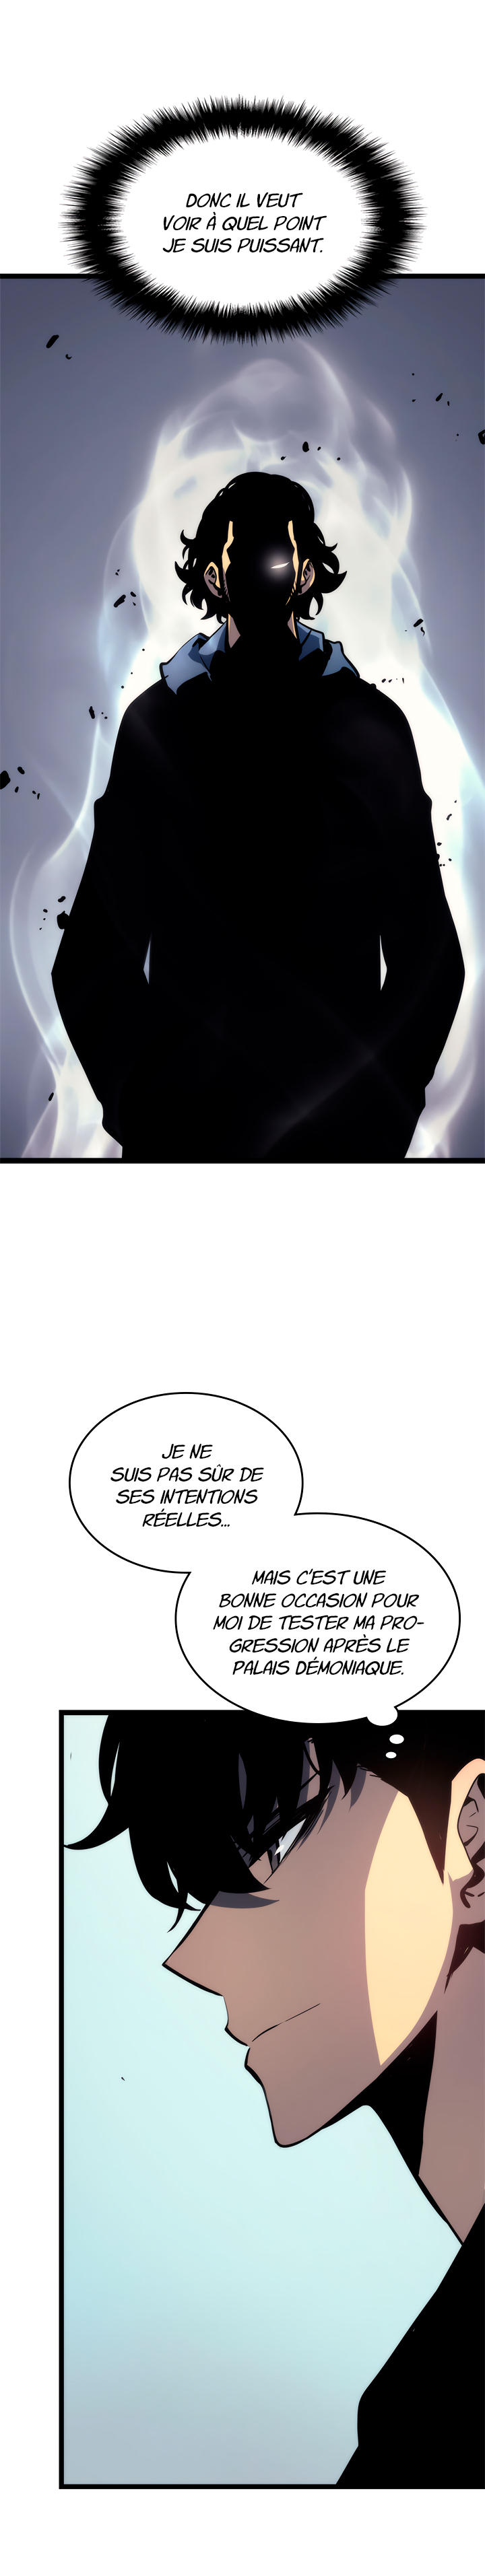 DONC IL VEUT
VOIR À QUEL POINT
JE SUIS PUISSANT.
JE NE
SUIS PAS SÛR DE
SES INTENTIONS
RÉELLES...
MAIS C'EST UNE
BONNE OCCASION POUR
MOI DE TESTER MA PRO-
GRESSION APRÈS LE
PALAIS DÉMONIAQUE.